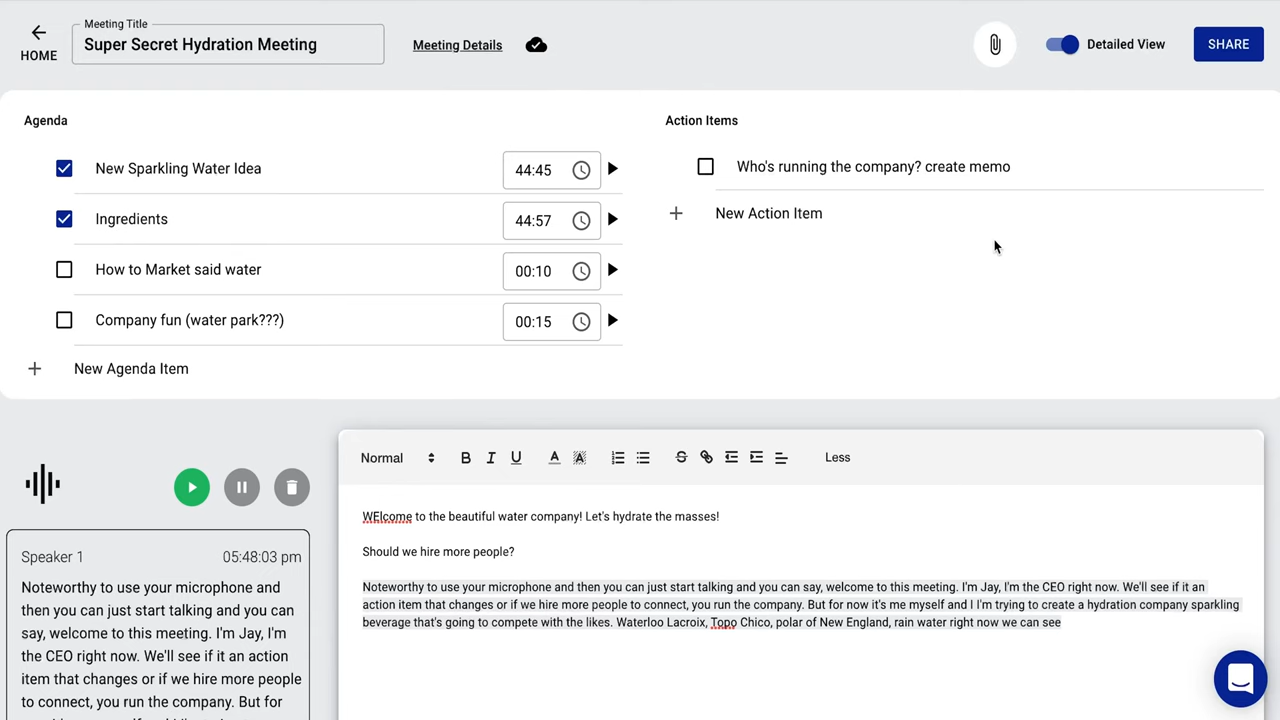 Meeting Title
HOME
Super Secret Hydration Meeting
Meeting Details
Detailed View
SHARE
Agenda
New Sparkling Water Idea
44:45
Ingredients
44:57
How to Market said water
00:10
Company fun (water park???)
00:15
New Agenda Item
Action Items
Who's running the company? create memo
New Action Item
Speaker 1
05:48:03 pm
Noteworthy to use your microphone and
then you can just start talking and you can
say, welcome to this meeting. I'm Jay, I'm
the CEO right now. We'll see if it an action
item that changes or if we hire more people
to connect, you run the company. But for
Normal
B
I
U
A
A
S
Less
WElcome to the beautiful water company! Let's hydrate the masses!
Should we hire more people?
Noteworthy to use your microphone and then you can just start talking and you can say, welcome to this meeting. I'm Jay, I'm the CEO right now. We'll see if it an
action item that changes or if we hire more people to connect, you run the company. But for now it's me myself and I I'm trying to create a hydration company sparkling
beverage that's going to compete with the likes. Waterloo Lacroix, Topo Chico, polar of New England, rain water right now we can see